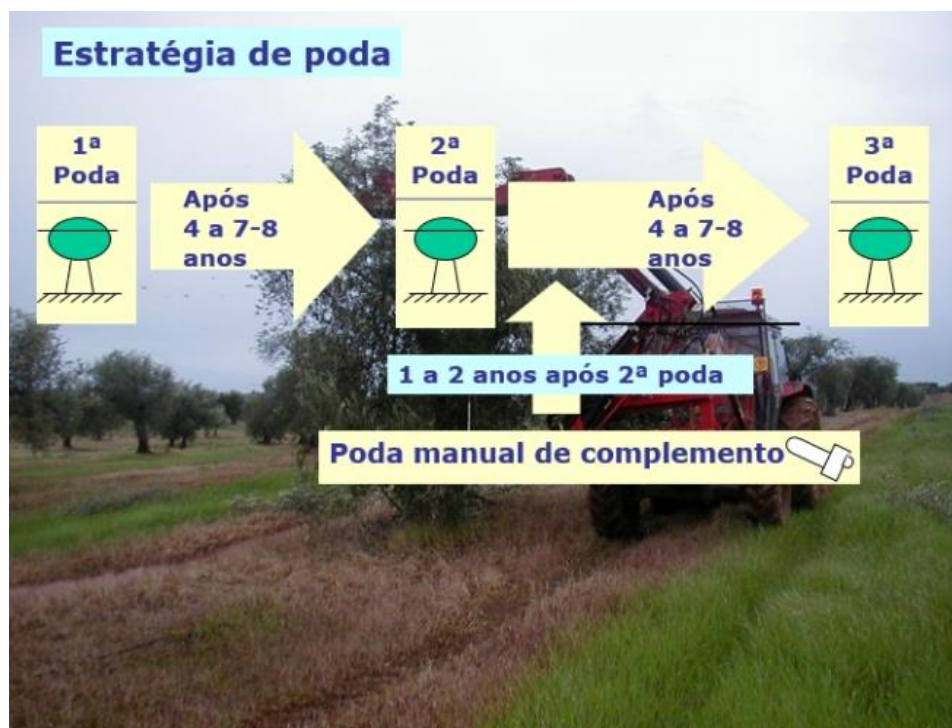 Estratégia de poda
1ª
Poda
Após
4 a 7-8
anos
2ª
Poda
Após
4 a 7-8
anos
3ª
Poda
1 a 2 anos após 2ª poda
Poda manual de complemento